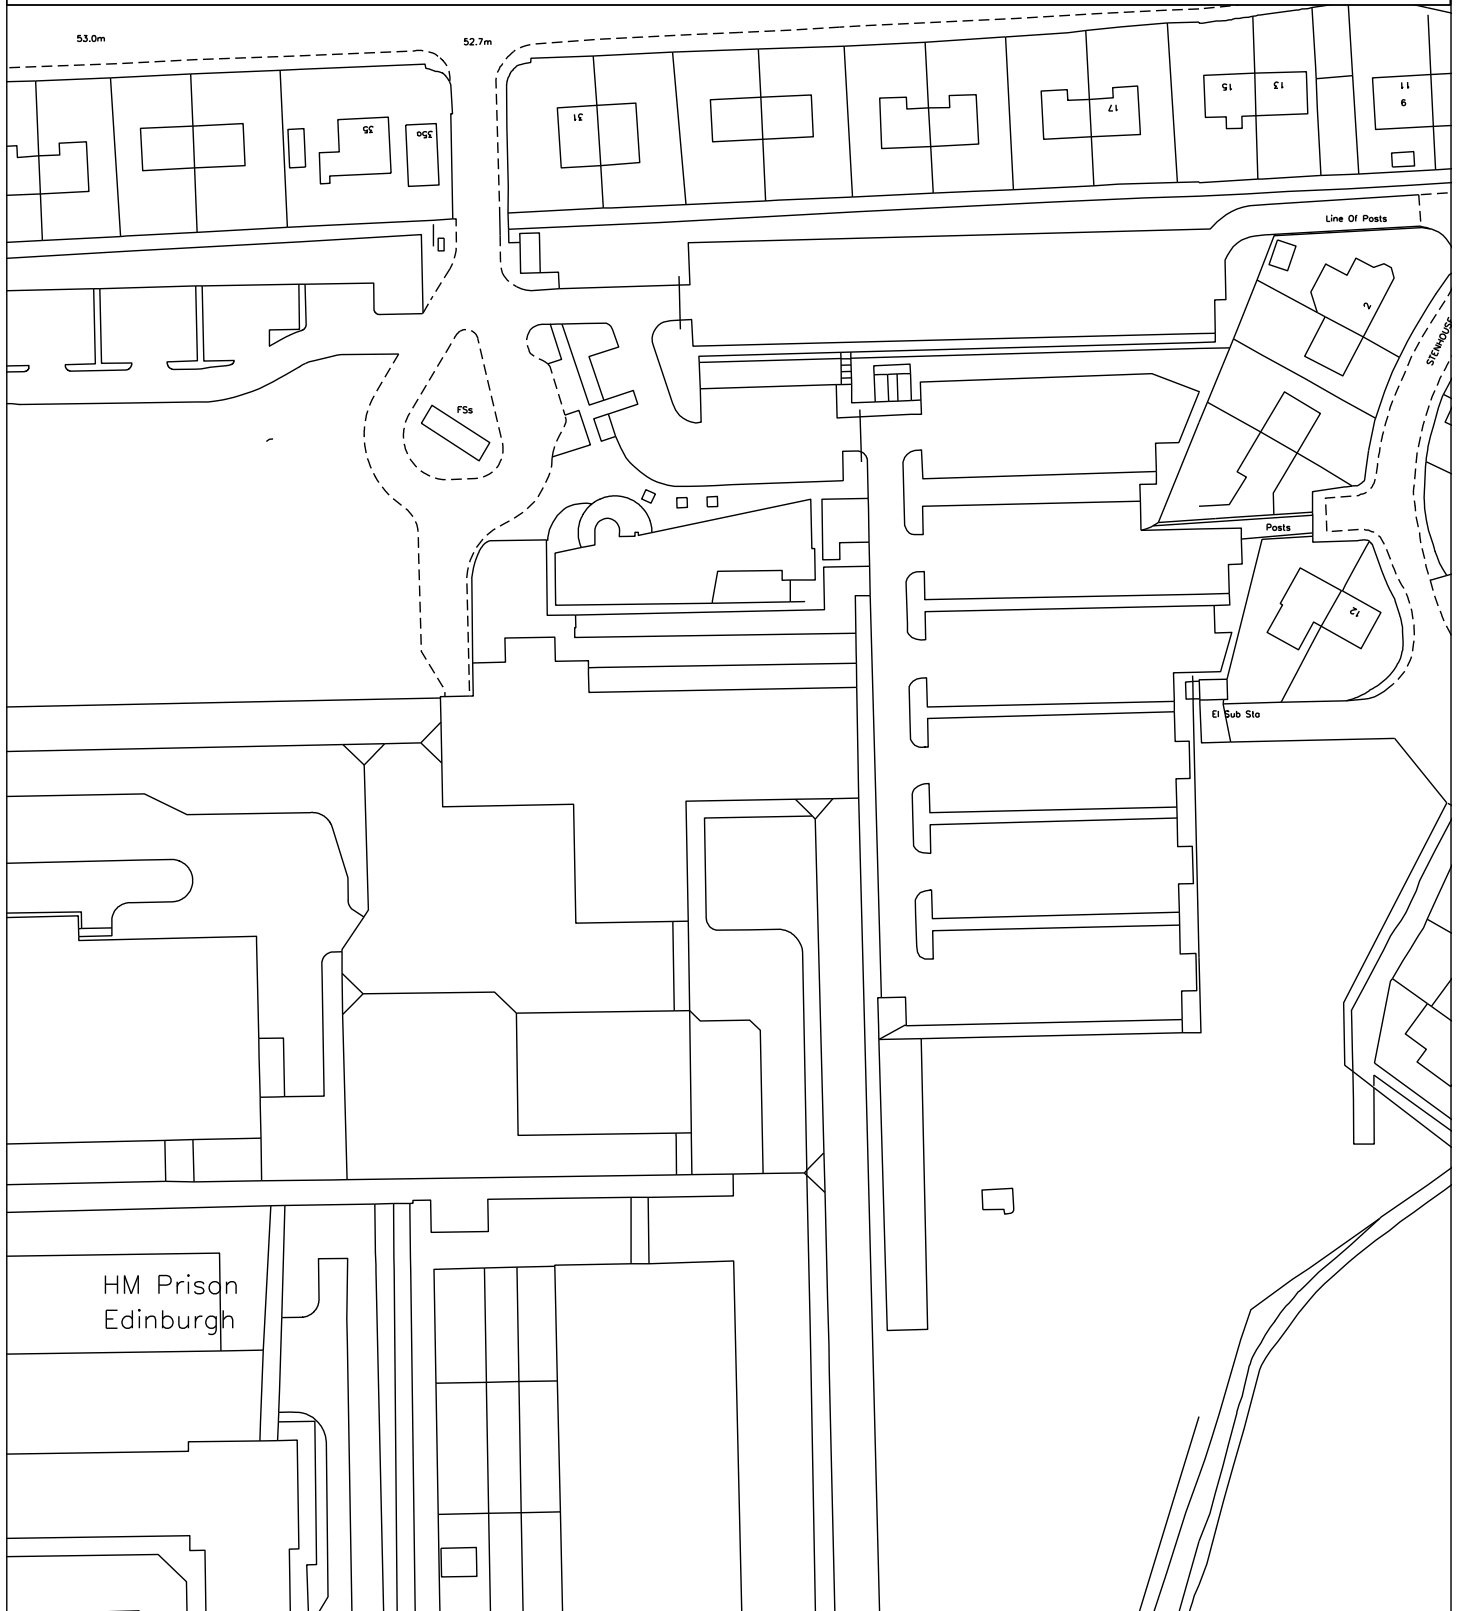 53.0m
52.7m
35
35a
31
17
15
13
11
9
Line Of Posts
2
STENHOUSE
FSs
Posts
12
El Sub Sta
HM Prison
Edinburgh